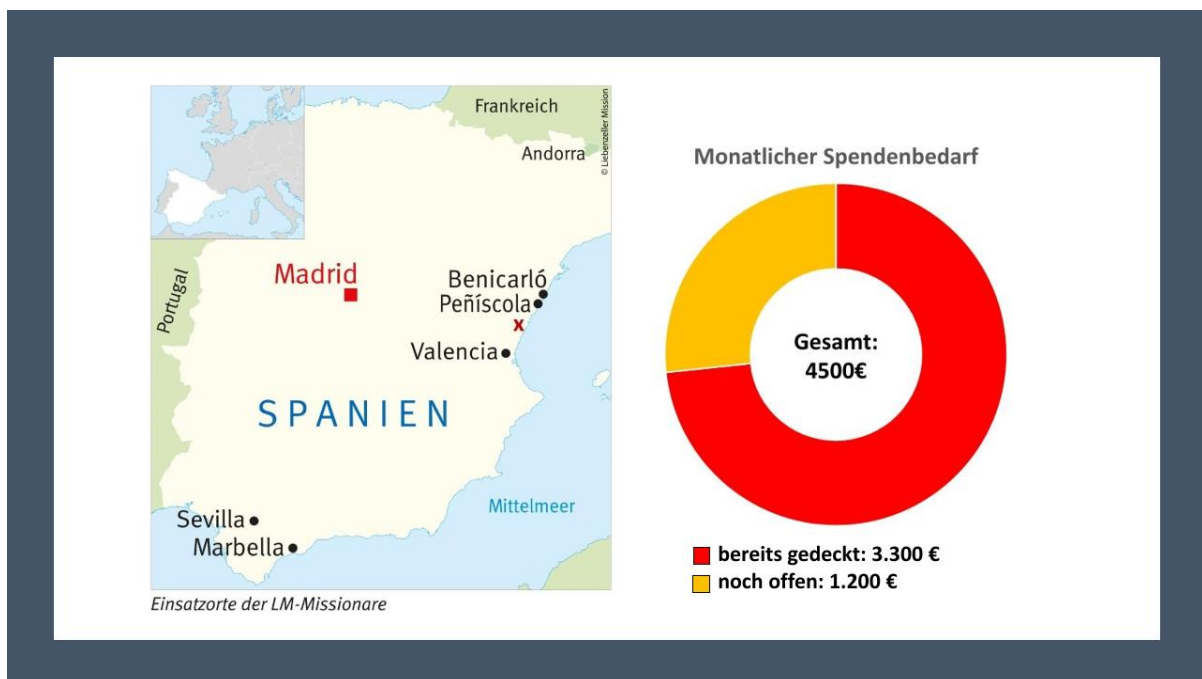 Frankreich
Andorra
© Liebenzeller Mission
Portugal
Madrid
Benicarló
Peñíscola
x
Valencia
SPANIEN
Mittelmeer
Sevilla
Marbella
Einsatzorte der LM-Missionare
Monatlicher Spendenbedarf
Gesamt:
4500€
bereits gedeckt: 3.300 €
noch offen: 1.200 €